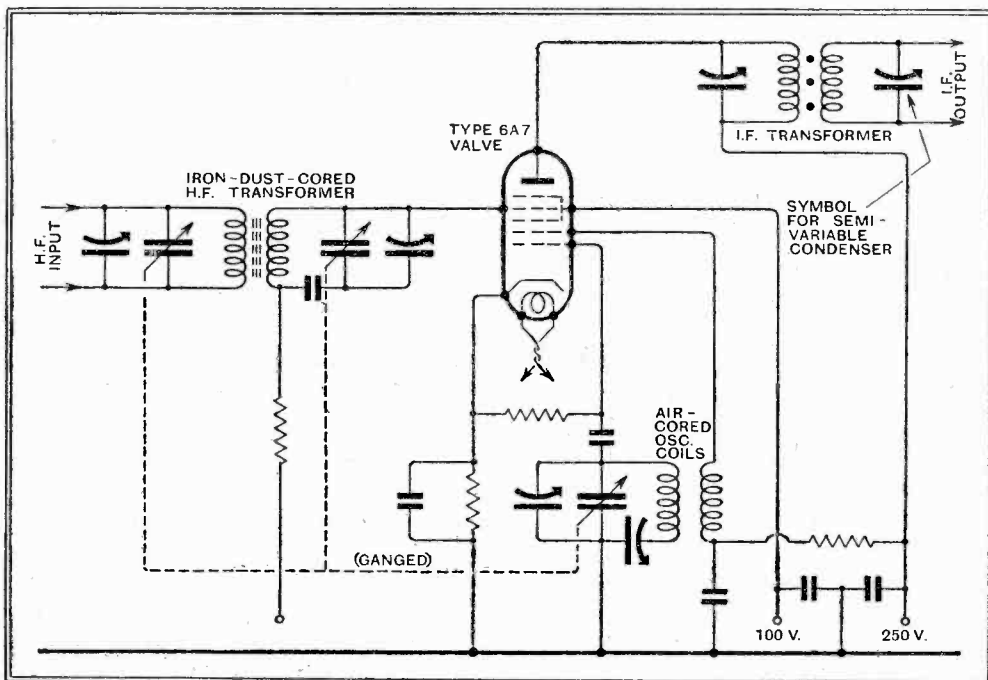 TYPE 6A7
VALVE
IRON-DUST-CORED
H.F. TRANSFORMER
H.F.
INPUT
I.F.
OUTPUT
I.F. TRANSFORMER
SYMBOL
FOR SEMI-
VARIABLE
CONDENSER
AIR-
CORED
OSC.
COILS
(GANGED)
100 V.
250 V.